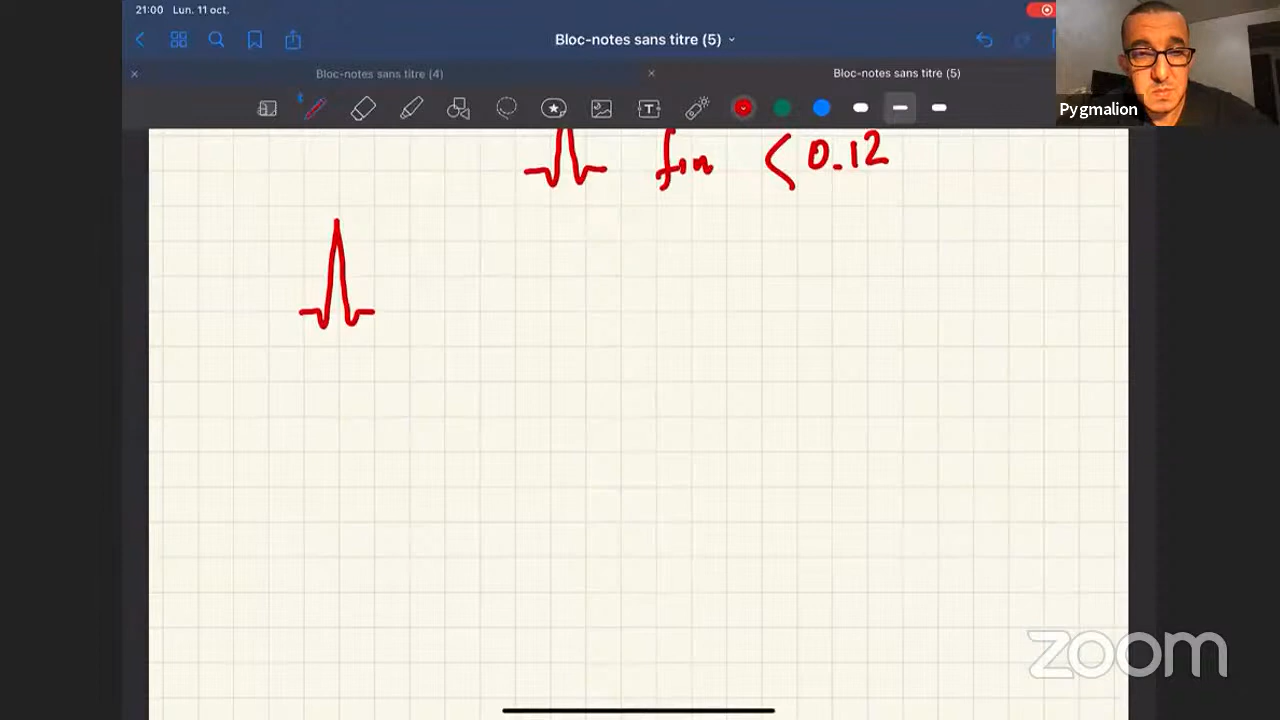 21:00 Lun. 11 oct.
Bloc-notes sans titre (5)
Bloc-notes sans titre (4)
Bloc-notes sans titre (5)
T
Pygmalion
fin < 0.12
zoom